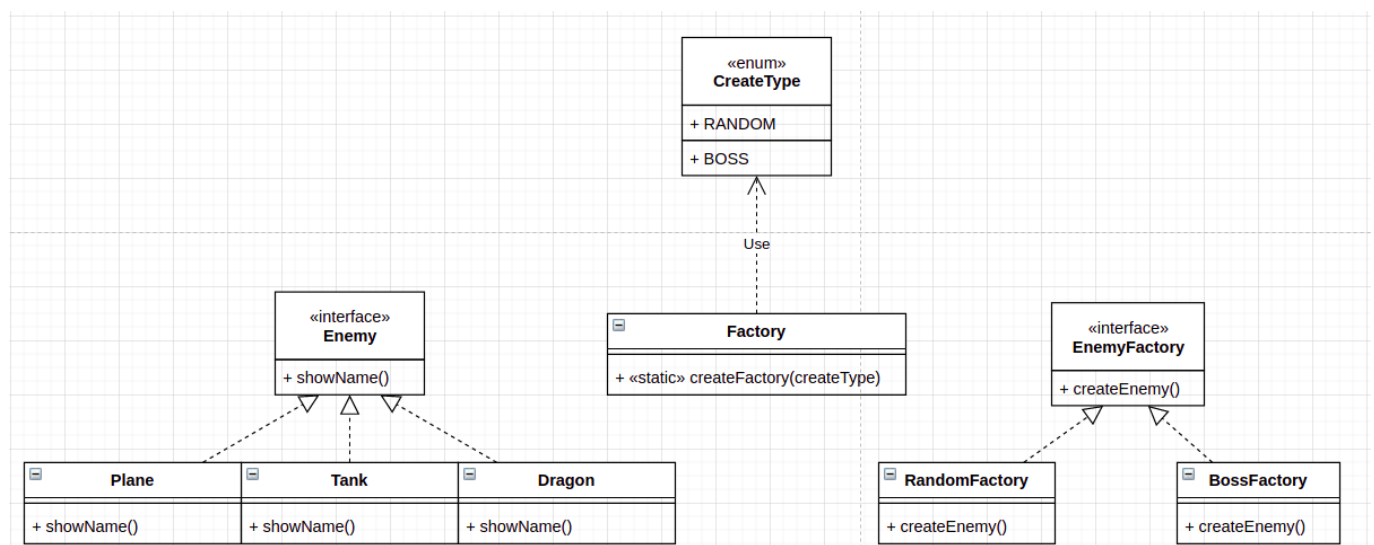 «enum»
CreateType
+ RANDOM
+ BOSS
Use
«interface»
Enemy
+ showName()
Factory
+ «static» createFactory(createType)
«interface»
EnemyFactory
+ createEnemy()
Plane
+ showName()
Tank
+ showName()
Dragon
+ showName()
RandomFactory
+ createEnemy()
BossFactory
+ createEnemy()